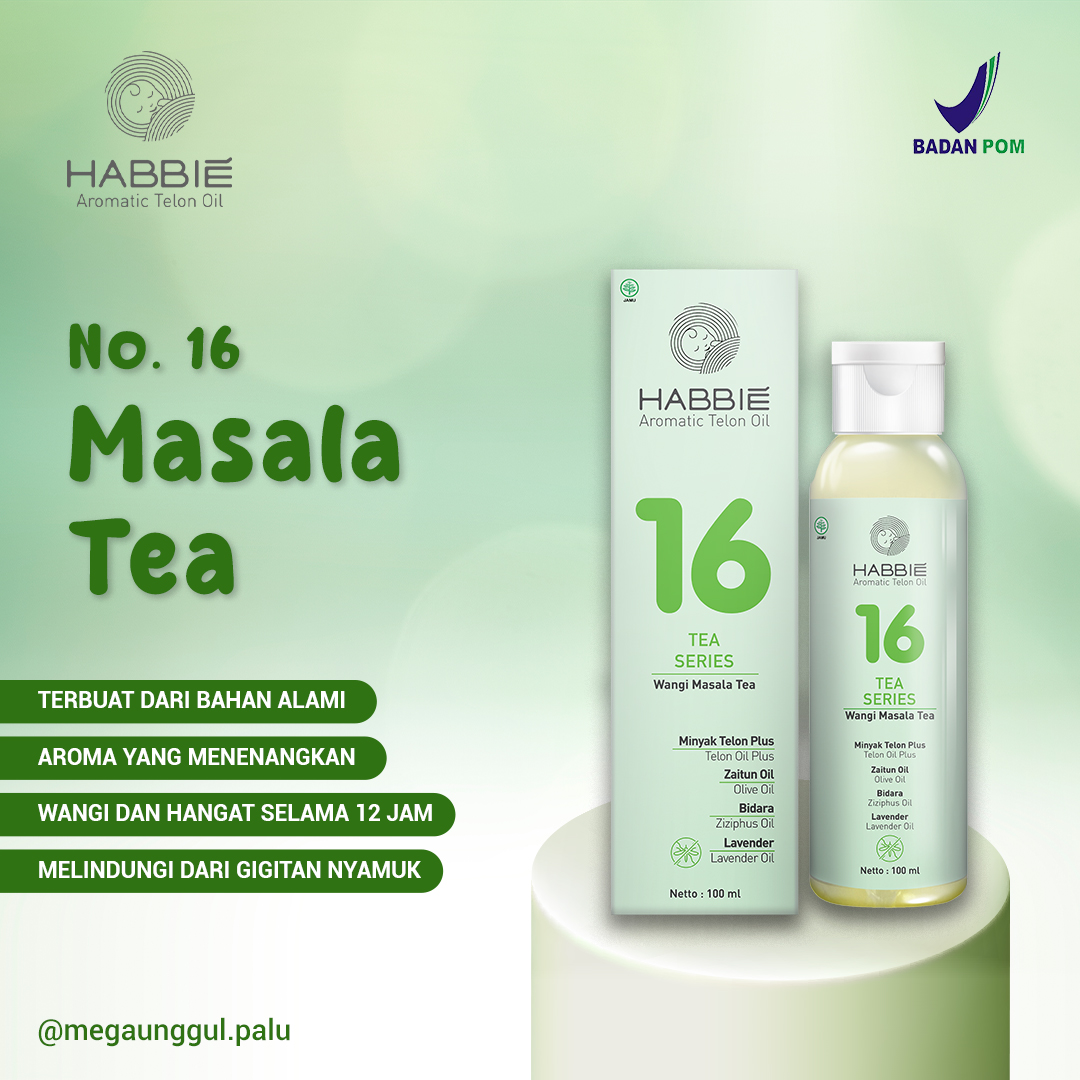 HABBIE
Aromatic Telon Oil
BADAN POM
No. 16
Masala
Tea
TERBUAT DARI BAHAN ALAMI
AROMA YANG MENENANGKAN
WANGI DAN HANGAT SELAMA 12 JAM
MELINDUNGI DARI GIGITAN NYAMUK
@megaunggul.palu
JAMU
HABBIÉ
Aromatic Telon Oil
16
TEA
SERIES
Wangi Masala Tea
Minyak Telon Plus
Telon Oil Plus
Zaitun Oil
Olive Oil
Bidara
Ziziphus Oil
Lavender
Lavender Oil
Netto : 100 ml
JAMU
HABBIÉ
Aromatic Telon Oil
16
TEA
SERIES
Wangi Masala Tea
Minyak Telon Plus
Telon Oil Plus
Zaitun Oil
Olive Oil
Bidara
Ziziphus Oil
Lavender
Lavender Oil
Netto : 100 ml